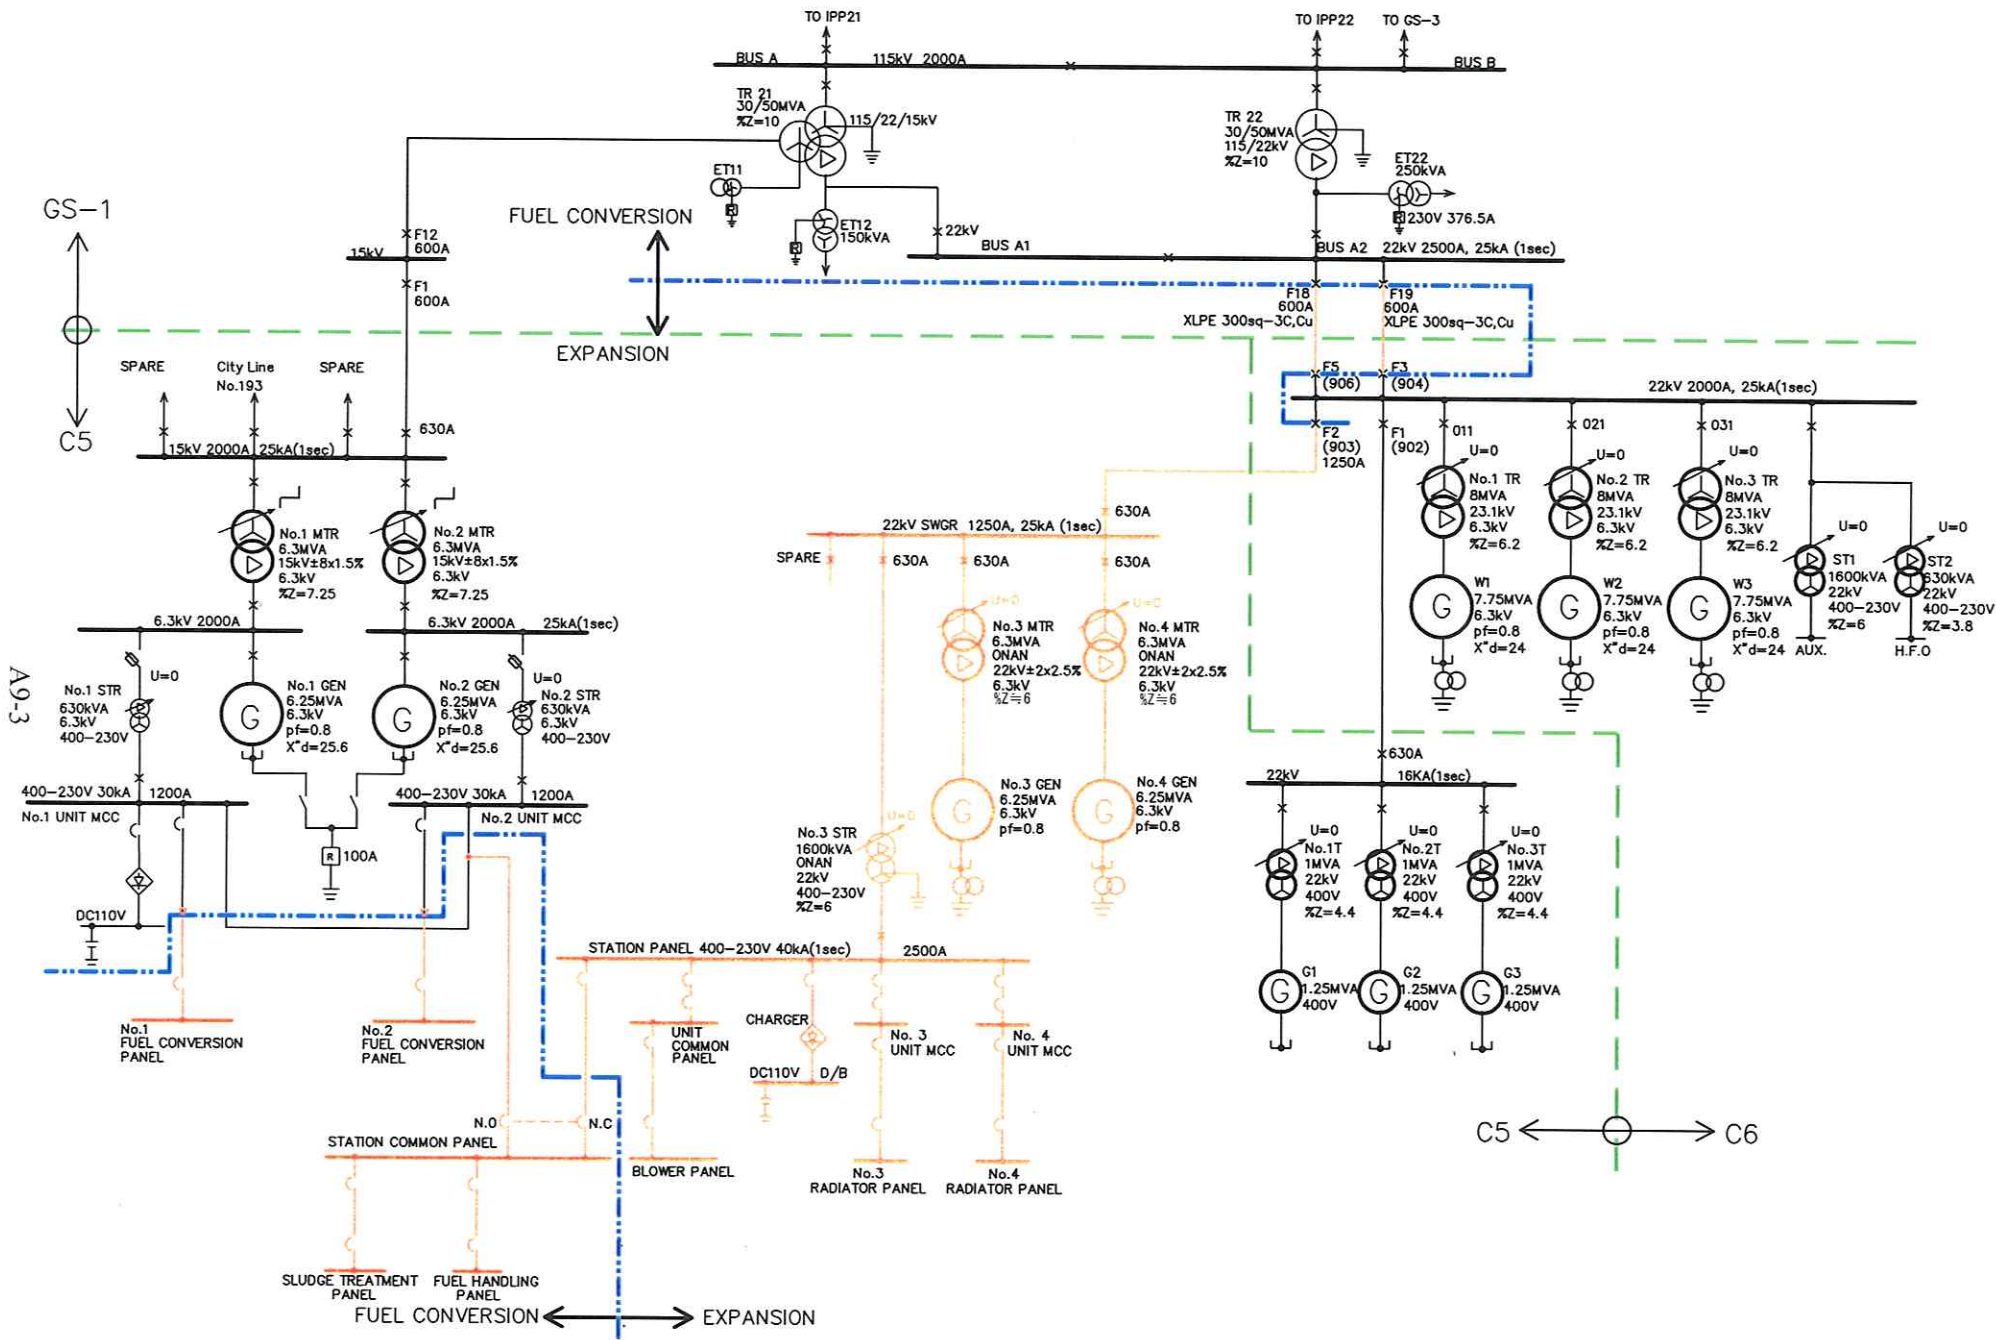 TO IPP21
TO IPP22
TO GS-3
BUS A
115kV 2000A
BUS B
TR 21
30/50MVA
%Z=10
115/22/15kV
TR 22
30/50MVA
115/22kV
%Z=10
ET11
R
ET12
150kVA
R
22kV
ET22
250kVA
R
230V 376.5A
GS-1
C5
FUEL CONVERSION
EXPANSION
F12
600A
15kV
F1
600A
BUS A1
BUS A2
22kV 2500A, 25kA (1sec)
F18
600A
XLPE 300sq-3C,Cu
F19
600A
XLPE 300sq-3C,Cu
SPARE
City Line
No.193
SPARE
630A
15kV 2000A 25kA(1sec)
F5
(906)
F3
(904)
22kV 2000A, 25kA(1sec)
F2
(903)
1250A
F1
(902)
011
021
031
U=0
No.1 TR
8MVA
23.1kV
6.3kV
%Z=6.2
U=0
No.2 TR
8MVA
23.1kV
6.3kV
%Z=6.2
U=0
No.3 TR
8MVA
23.1kV
6.3kV
%Z=6.2
G
W1
7.75MVA
6.3kV
pf=0.8
X"d=24
G
W2
7.75MVA
6.3kV
pf=0.8
X"d=24
G
W3
7.75MVA
6.3kV
pf=0.8
X"d=24
U=0
ST1
1600kVA
22kV
400-230V
%Z=6
AUX.
U=0
ST2
630kVA
22kV
400-230V
%Z=3.8
H.F.O
No.1 MTR
6.3MVA
15kV±8x1.5%
6.3kV
%Z=7.25
No.2 MTR
6.3MVA
15kV±8x1.5%
6.3kV
%Z=7.25
6.3kV 2000A
6.3kV 2000A
25kA(1sec)
U=0
No.1 STR
630kVA
6.3kV
400-230V
G
No.1 GEN
6.25MVA
6.3kV
pf=0.8
X"d=25.6
G
No.2 GEN
6.25MVA
6.3kV
pf=0.8
X"d=25.6
U=0
No.2 STR
630kVA
6.3kV
400-230V
400-230V 30kA
1200A
No.1 UNIT MCC
400-230V 30kA
1200A
No.2 UNIT MCC
R
100A
DC110V
No.1
FUEL CONVERSION
PANEL
No.2
FUEL CONVERSION
PANEL
630A
22kV SWGR 1250A, 25kA (1sec)
SPARE
630A
630A
630A
U=0
No.3 MTR
6.3MVA
ONAN
22kV±2x2.5%
6.3kV
%Z≒6
U=0
No.4 MTR
6.3MVA
ONAN
22kV±2x2.5%
6.3kV
%Z≒6
G
No.3 GEN
6.25MVA
6.3kV
pf=0.8
G
No.4 GEN
6.25MVA
6.3kV
pf=0.8
U=0
No.3 STR
1600kVA
ONAN
22kV
400-230V
%Z=6
STATION PANEL 400-230V 40kA(1sec)
2500A
CHARGER
DC110V
D/B
UNIT
COMMON
PANEL
No. 3
UNIT MCC
No. 4
UNIT MCC
BLOWER PANEL
No.3
RADIATOR PANEL
No.4
RADIATOR PANEL
N.O
N.C
STATION COMMON PANEL
SLUDGE TREATMENT
PANEL
FUEL HANDLING
PANEL
FUEL CONVERSION
EXPANSION
630A
22kV
16KA(1sec)
U=0
No.1T
1MVA
22kV
400V
%Z=4.4
U=0
No.2T
1MVA
22kV
400V
%Z=4.4
U=0
No.3T
1MVA
22kV
400V
%Z=4.4
G
G1
1.25MVA
400V
G
G2
1.25MVA
400V
G
G3
1.25MVA
400V
C5
C6
A9-3